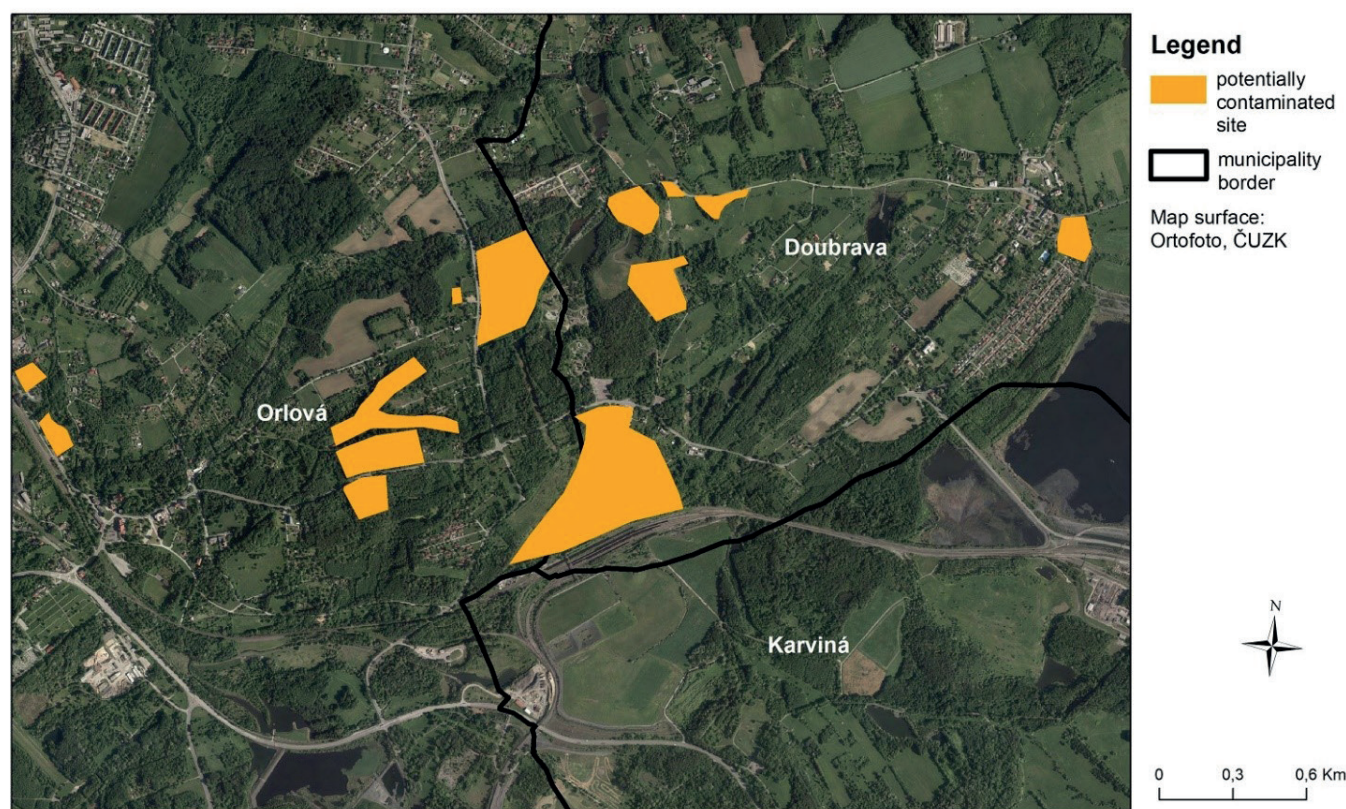 Legend
potentially
contaminated
site
municipality
border
Map surface:
Ortofoto, ČUZK
Doubrava
Orlová
Karviná
N
0 0,3 0,6 Km